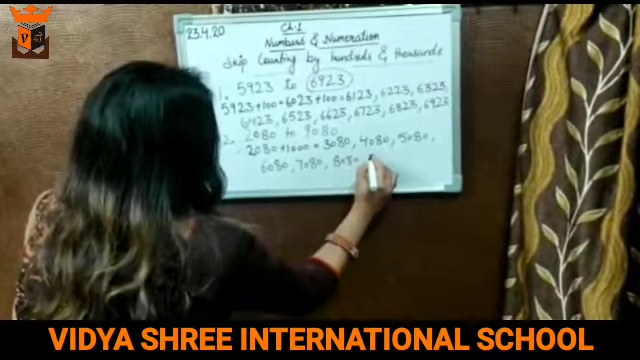 23.4.20
Ch:1
Numbers & Numeration
Skip Counting by hundreds & thousands
1. 5923 to 6923
5923+100=6023+100=6123, 6223, 6323,
6423, 6523, 6623, 6723, 6823, 6923
2. 2080 to 9080
2080+1000=3080, 4080, 5080,
6080, 7080, 8080
VIDYA SHREE INTERNATIONAL SCHOOL